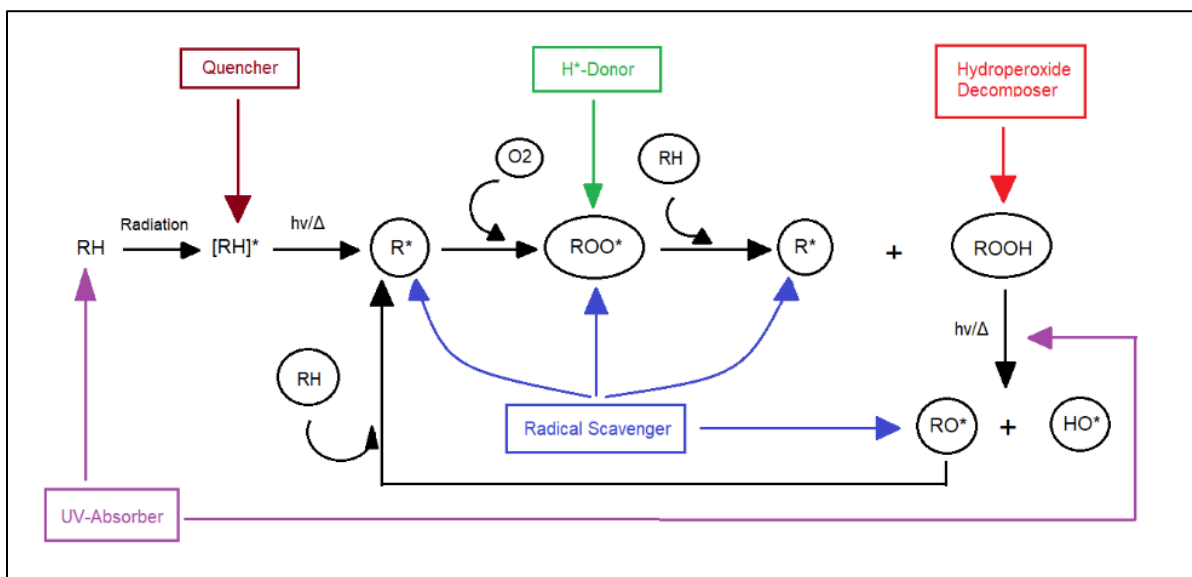 Quencher
H*-Donor
Hydroperoxide
Decomposer
O2
RH
RH
Radiation
[RH]*
hv/Δ
R*
ROO*
R*
+
ROOH
hv/Δ
RH
Radical Scavenger
RO*
+
HO*
UV-Absorber